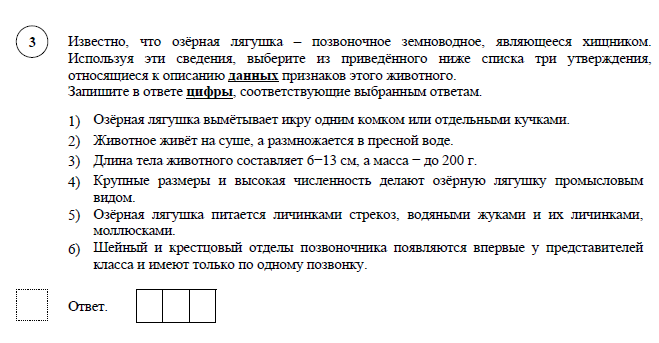 3 Известно, что озёрная лягушка – позвоночное земноводное, являющееся хищником.
Используя эти сведения, выберите из приведённого ниже списка три утверждения,
относящиеся к описанию данных признаков этого животного.
Запишите в ответе цифры, соответствующие выбранным ответам.
1) Озёрная лягушка вымётывает икру одним комком или отдельными кучками.
2) Животное живёт на суше, а размножается в пресной воде.
3) Длина тела животного составляет 6−13 см, а масса − до 200 г.
4) Крупные размеры и высокая численность делают озёрную лягушку промысловым
видом.
5) Озёрная лягушка питается личинками стрекоз, водяными жуками и их личинками,
моллюсками.
6) Шейный и крестцовый отделы позвоночника появляются впервые у представителей
класса и имеют только по одному позвонку.
Ответ.